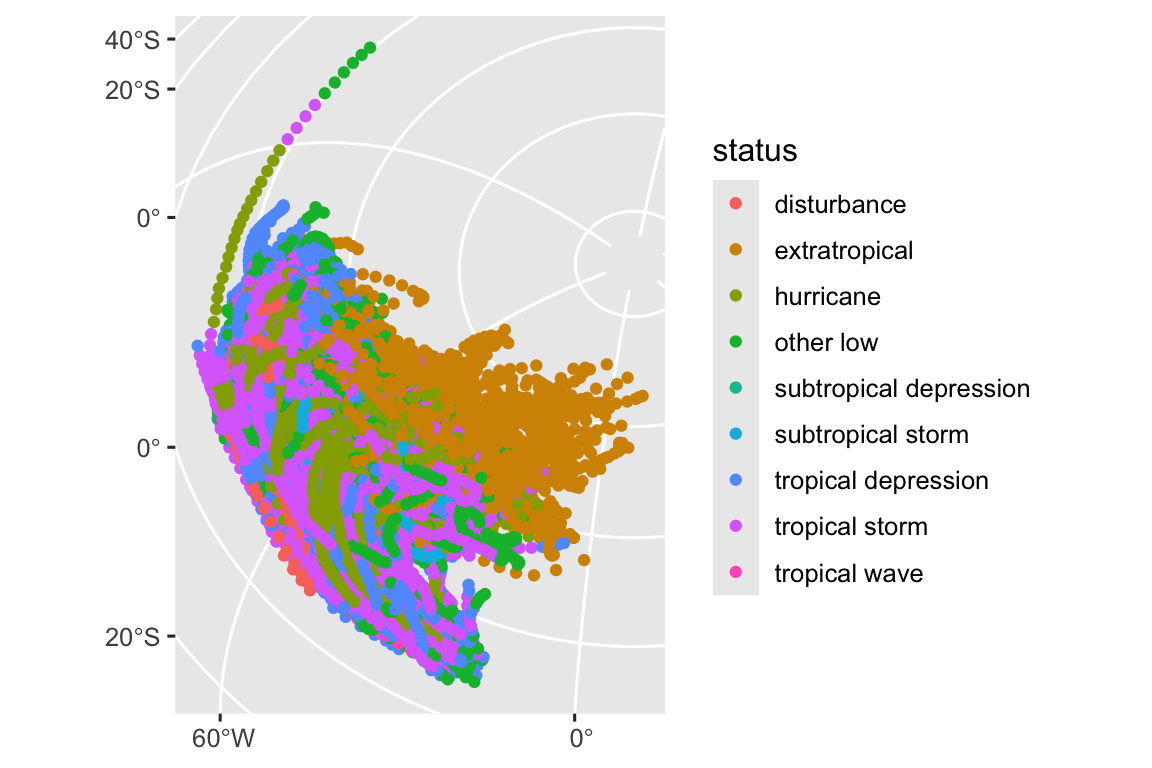 40°S
20°S
0°
0°
20°S
60°W
0°
status
disturbance
extratropical
hurricane
other low
subtropical depression
subtropical storm
tropical depression
tropical storm
tropical wave